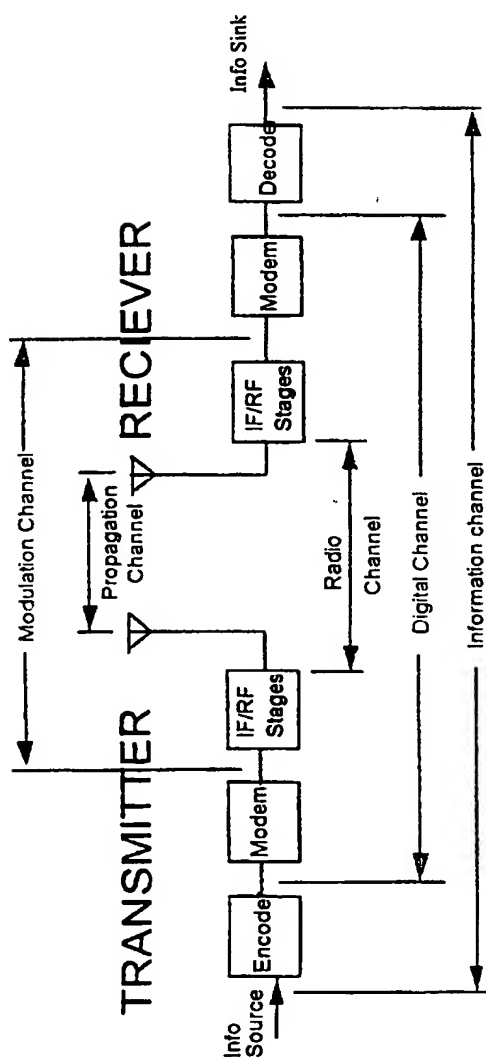 TRANSMITTER
RECIEVER
Modulation Channel
Propagation
Channel
Info
Source
Encode
Modem
IF/RF
Stages
IF/RF
Stages
Modem
Decode
Info Sink
Radio
Channel
Digital Channel
Information channel